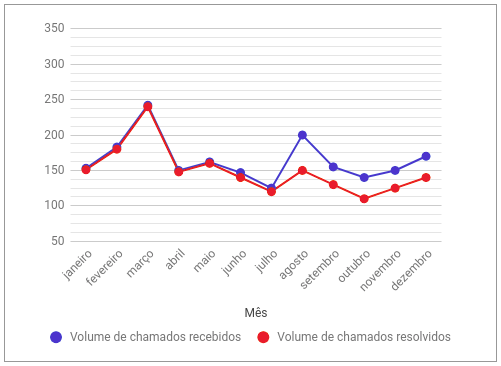 350
300
250
200
150
100
50
janeiro
fevereiro
março
abril
maio
junho
julho
agosto
setembro
outubro
novembro
dezembro
Mês
Volume de chamados recebidos
Volume de chamados resolvidos